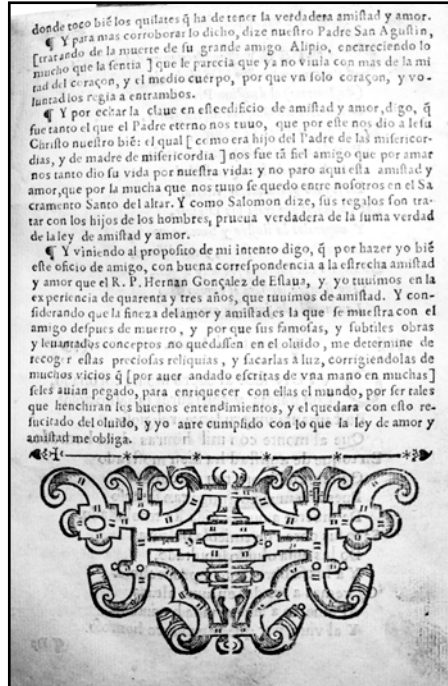 donde toco biẽ los quilates q̃ ha de tener la verdadera amiſtad y amor.
¶ Y para mas corroborar lo dicho, dize nueſtro Padre San Aguſtin,
[tratando de la muerte de ſu grande amigo Alipio, encareciendo lo
mucho que la ſentia] que le parecia que ya no viuia con mas de la mi
tad del coraçon, y el medio cuerpo, por que vn ſolo coraçon, y vo-
luntad los regia a entrambos.
¶ Y por echar la claue en eſte edificio de amiſtad y amor, digo, q̃
fue tanto el que el Padre eterno nos tuuo, que por eſte nos dio a Ieſu
Chriſto nueſtro biẽ: el qual [como era hijo del Padre de las miſericor-
dias, y de madre de miſericordia] nos fue tã fiel amigo que por amar
nos tanto dio ſu vida por nueſtra vida: y no paro aqui eſta amiſtad y
amor, que por la mucha que nos tuuo ſe quedo entre noſotros en el Sa
cramento Santo del altar. Y como Salomon dize, ſus regalos ſon tra-
tar con los hijos de los hombres, prueua verdadera de la ſuma verdad
de la ley de amiſtad y amor.
¶ Y viniendo al propoſito de mi intento digo, q̃ por hazer yo biẽ
eſte oficio de amigo, con buena correſpondencia a la eſtrecha amiſtad
y amor que el R. P. Hernan Gonçalez de Eſlaua, y yo tuuimos en la
experiencia de quarenta y tres años, que tuuimos de amiſtad. Y con-
ſiderando que la fineza del amor y amiſtad es la que ſe mueſtra con el
amigo deſpues de muerto, y por que ſus famoſas, y ſubtiles obras
y leuantados conceptos no quedaſſen en el oluido, me determine de
recoger eſtas precioſas reliquias, y ſacarlas à luz, corrigiendolas de
muchos vicios q̃ [por auer andado eſcritas de vna mano en muchas]
ſeles auian pegado, para enriquecer con ellas el mundo, por ſer tales
que henchiran los buenos entendimientos, y el quedara con eſto re-
ſucitado del oluido, y yo aure cumplido con lo que la ley de amor y
amiſtad me obliga.